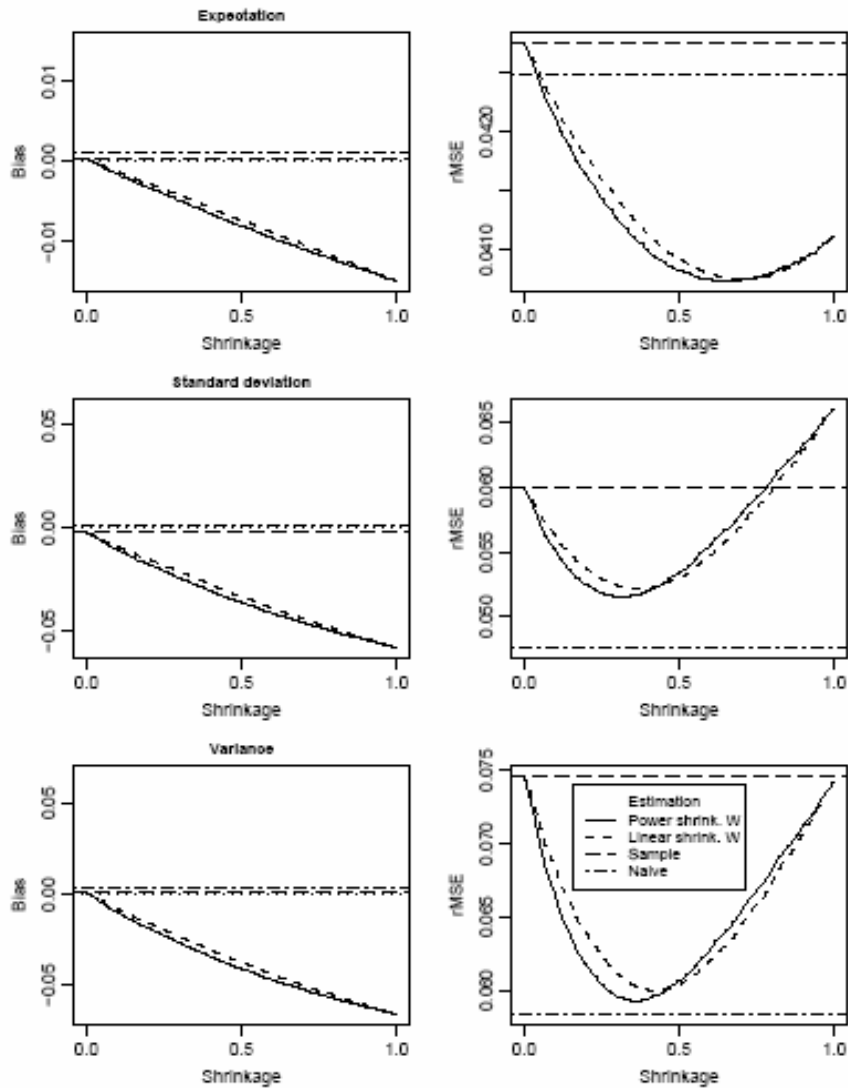 Expectation
Bias
0.01
0.00
−0.01
0.0 0.5 1.0
Shrinkage
rMSE
0.0420
0.0410
0.0 0.5 1.0
Shrinkage
Standard deviation
Bias
0.05
0.00
−0.05
0.0 0.5 1.0
Shrinkage
rMSE
0.065
0.060
0.055
0.050
0.0 0.5 1.0
Shrinkage
Variance
Bias
0.05
0.00
−0.05
0.0 0.5 1.0
Shrinkage
rMSE
0.075
0.070
0.065
0.060
Estimation
Power shrink. W
Linear shrink. W
Sample
Naive
0.0 0.5 1.0
Shrinkage